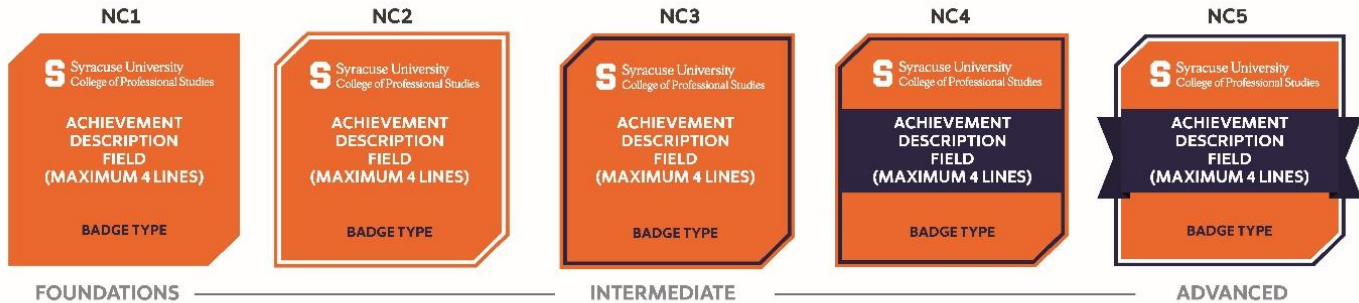 NC1
NC2
NC3
NC4
NC5
S Syracuse University
College of Professional Studies
ACHIEVEMENT
DESCRIPTION
FIELD
(MAXIMUM 4 LINES)
BADGE TYPE
S Syracuse University
College of Professional Studies
ACHIEVEMENT
DESCRIPTION
FIELD
(MAXIMUM 4 LINES)
BADGE TYPE
S Syracuse University
College of Professional Studies
ACHIEVEMENT
DESCRIPTION
FIELD
(MAXIMUM 4 LINES)
BADGE TYPE
S Syracuse University
College of Professional Studies
ACHIEVEMENT
DESCRIPTION
FIELD
(MAXIMUM 4 LINES)
BADGE TYPE
S Syracuse University
College of Professional Studies
ACHIEVEMENT
DESCRIPTION
FIELD
(MAXIMUM 4 LINES)
BADGE TYPE
FOUNDATIONS
INTERMEDIATE
ADVANCED